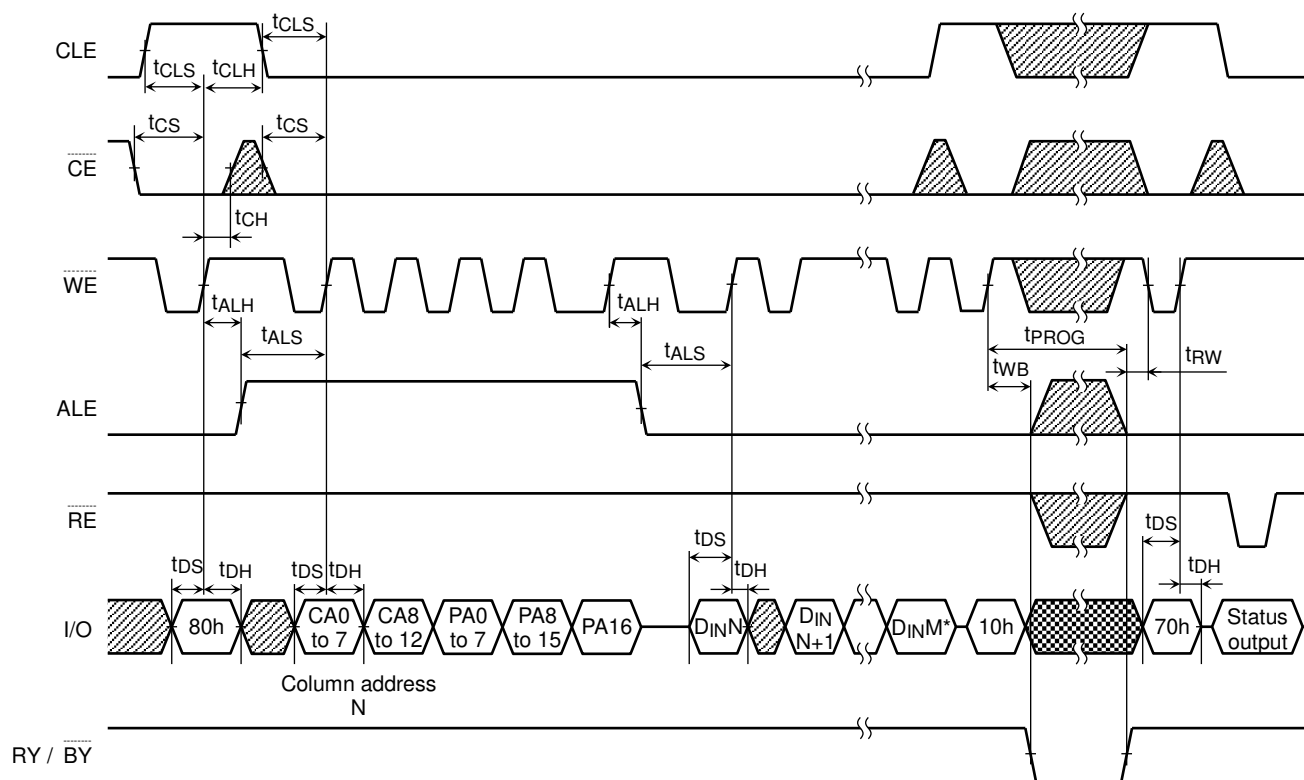 tCLS
CLE
tCLS
tCLH
tCS
tCS
CE
tCH
WE
tALH
tALH
tALS
tPROG
tALS
tRW
tWB
ALE
RE
tDS
tDS
tDS
tDH
tDS
tDH
tDH
tDH
I/O
80h
CA0
to 7
CA8
to 12
PA0
to 7
PA8
to 15
PA16
DINN
DIN
N+1
DINM*
10h
70h
Status
output
Column address
N
RY / BY